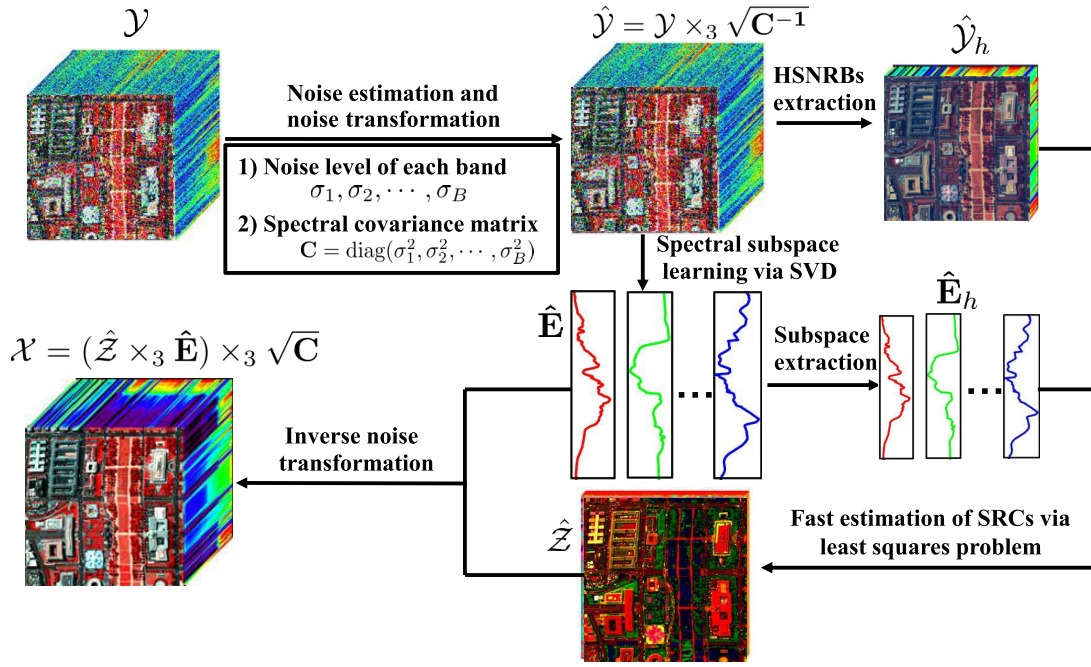 𝒴
Noise estimation and
noise transformation
1) Noise level of each band
σ₁, σ₂, ⋯ , σ_B
2) Spectral covariance matrix
𝐂 = diag(σ₁², σ₂², ⋯ , σ_B²)
𝒴̂ = 𝒴 ×₃ √𝐂⁻¹
HSNRBs
extraction
𝒴̂_h
Spectral subspace
learning via SVD
𝐄̂
Subspace
extraction
𝐄̂_h
Fast estimation of SRCs via
least squares problem
𝒵̂
Inverse noise
transformation
𝒳 = (𝒵̂ ×₃ 𝐄̂) ×₃ √𝐂